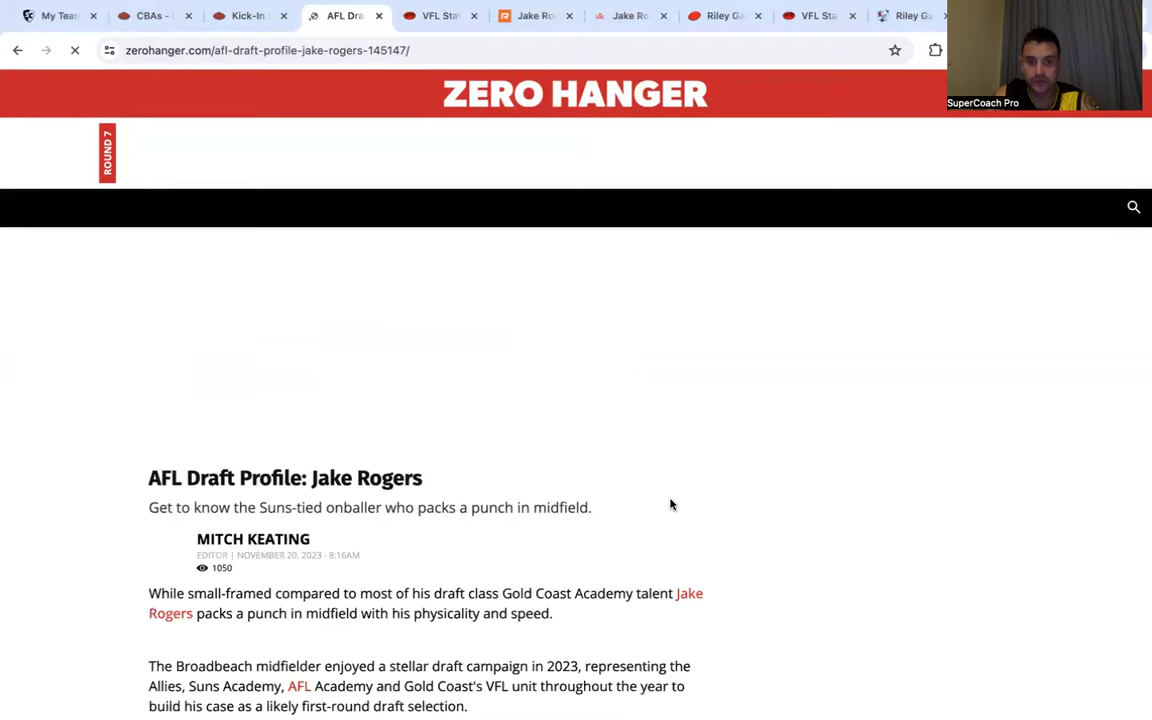 My Team
CBAs -
Kick-In
AFL Dra
VFL Sta
Jake Ro
Jake Ro
Riley Ga
VFL Sta
Riley Ga
zerohanger.com/afl-draft-profile-jake-rogers-145147/
SuperCoach Pro
ZERO HANGER
ROUND 7
AFL Draft Profile: Jake Rogers
Get to know the Suns-tied onballer who packs a punch in midfield.
MITCH KEATING
EDITOR | NOVEMBER 20, 2023 - 8:16AM
1050
While small-framed compared to most of his draft class Gold Coast Academy talent Jake
Rogers packs a punch in midfield with his physicality and speed.
The Broadbeach midfielder enjoyed a stellar draft campaign in 2023, representing the
Allies, Suns Academy, AFL Academy and Gold Coast's VFL unit throughout the year to
build his case as a likely first-round draft selection.